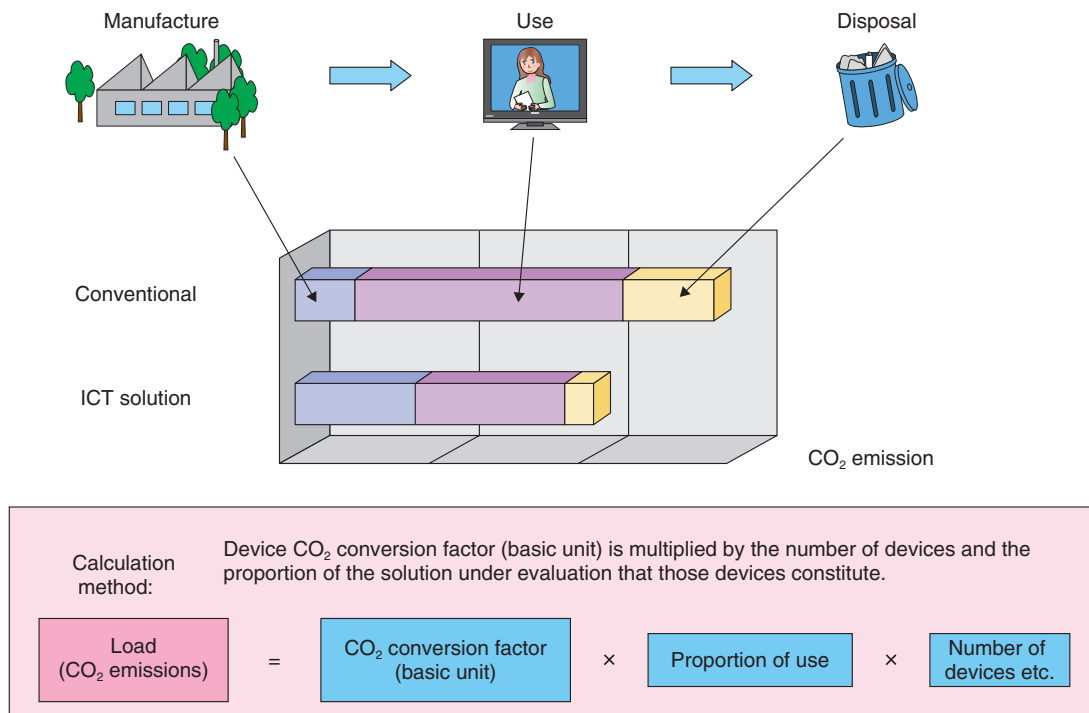 Manufacture
Use
Disposal
Conventional
ICT solution
CO₂ emission
Calculation
method:
Device CO₂ conversion factor (basic unit) is multiplied by the number of devices and the
proportion of the solution under evaluation that those devices constitute.
Load
(CO₂ emissions)
=
CO₂ conversion factor
(basic unit)
×
Proportion of use
×
Number of
devices etc.